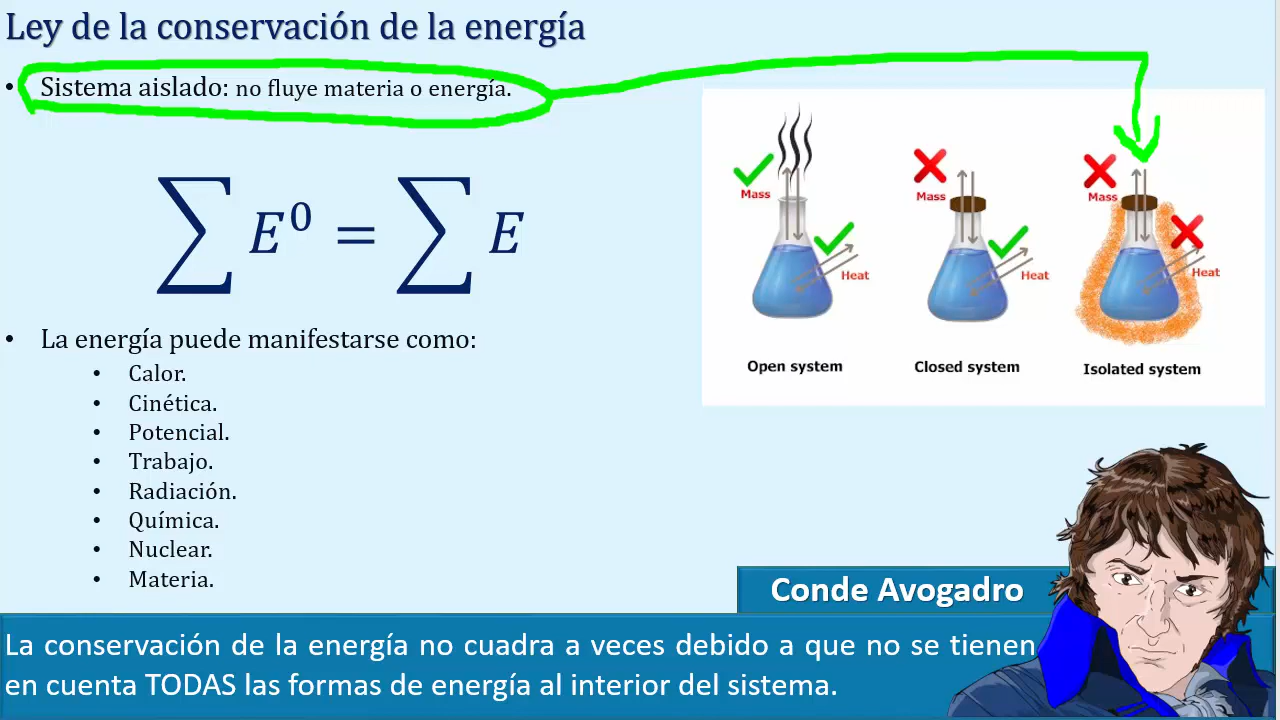 Ley de la conservación de la energía
• Sistema aislado: no fluye materia o energía.
∑ E⁰ = ∑ E
• La energía puede manifestarse como:
• Calor.
• Cinética.
• Potencial.
• Trabajo.
• Radiación.
• Química.
• Nuclear.
• Materia.
Mass
Heat
Open system
Mass
Heat
Closed system
Mass
Heat
Isolated system
Conde Avogadro
La conservación de la energía no cuadra a veces debido a que no se tienen
en cuenta TODAS las formas de energía al interior del sistema.